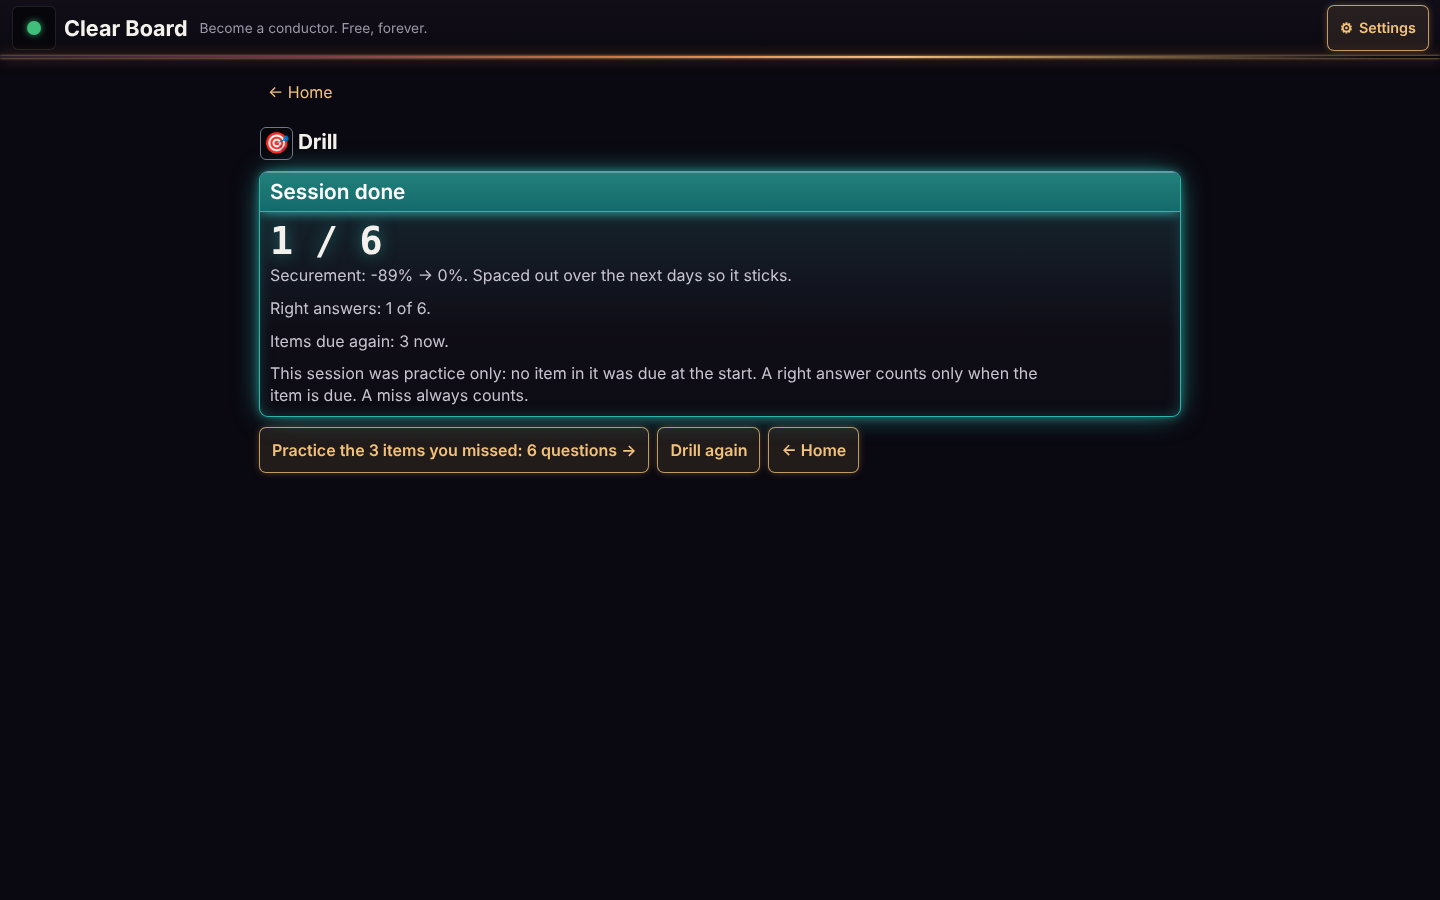 Clear Board Become a conductor. Free, forever.
⚙ Settings
← Home
Drill
Session done
1 / 6
Securement: -89% → 0%. Spaced out over the next days so it sticks.
Right answers: 1 of 6.
Items due again: 3 now.
This session was practice only: no item in it was due at the start. A right answer counts only when the
item is due. A miss always counts.
Practice the 3 items you missed: 6 questions →
Drill again
← Home